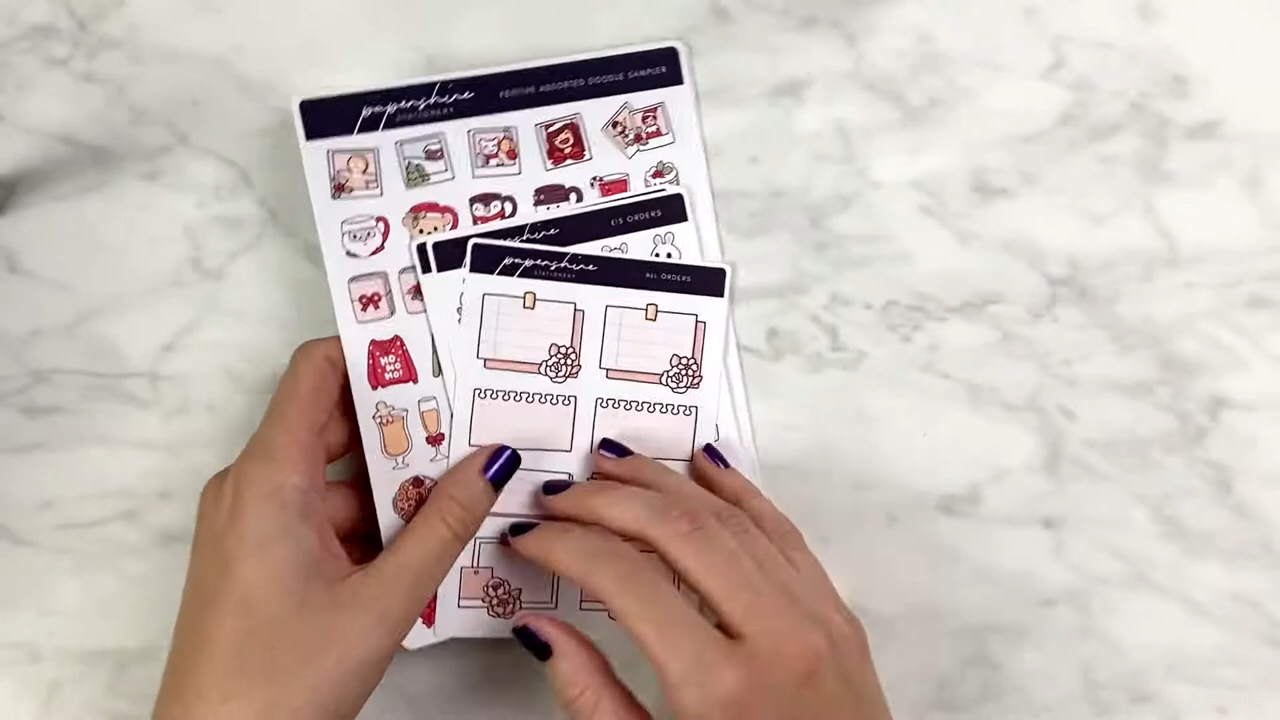 papershine
STATIONERY
FESTIVE ASSORTED DOODLE SAMPLER
HO
HO
HO!
£15 ORDERS
papershine
STATIONERY
ALL ORDERS